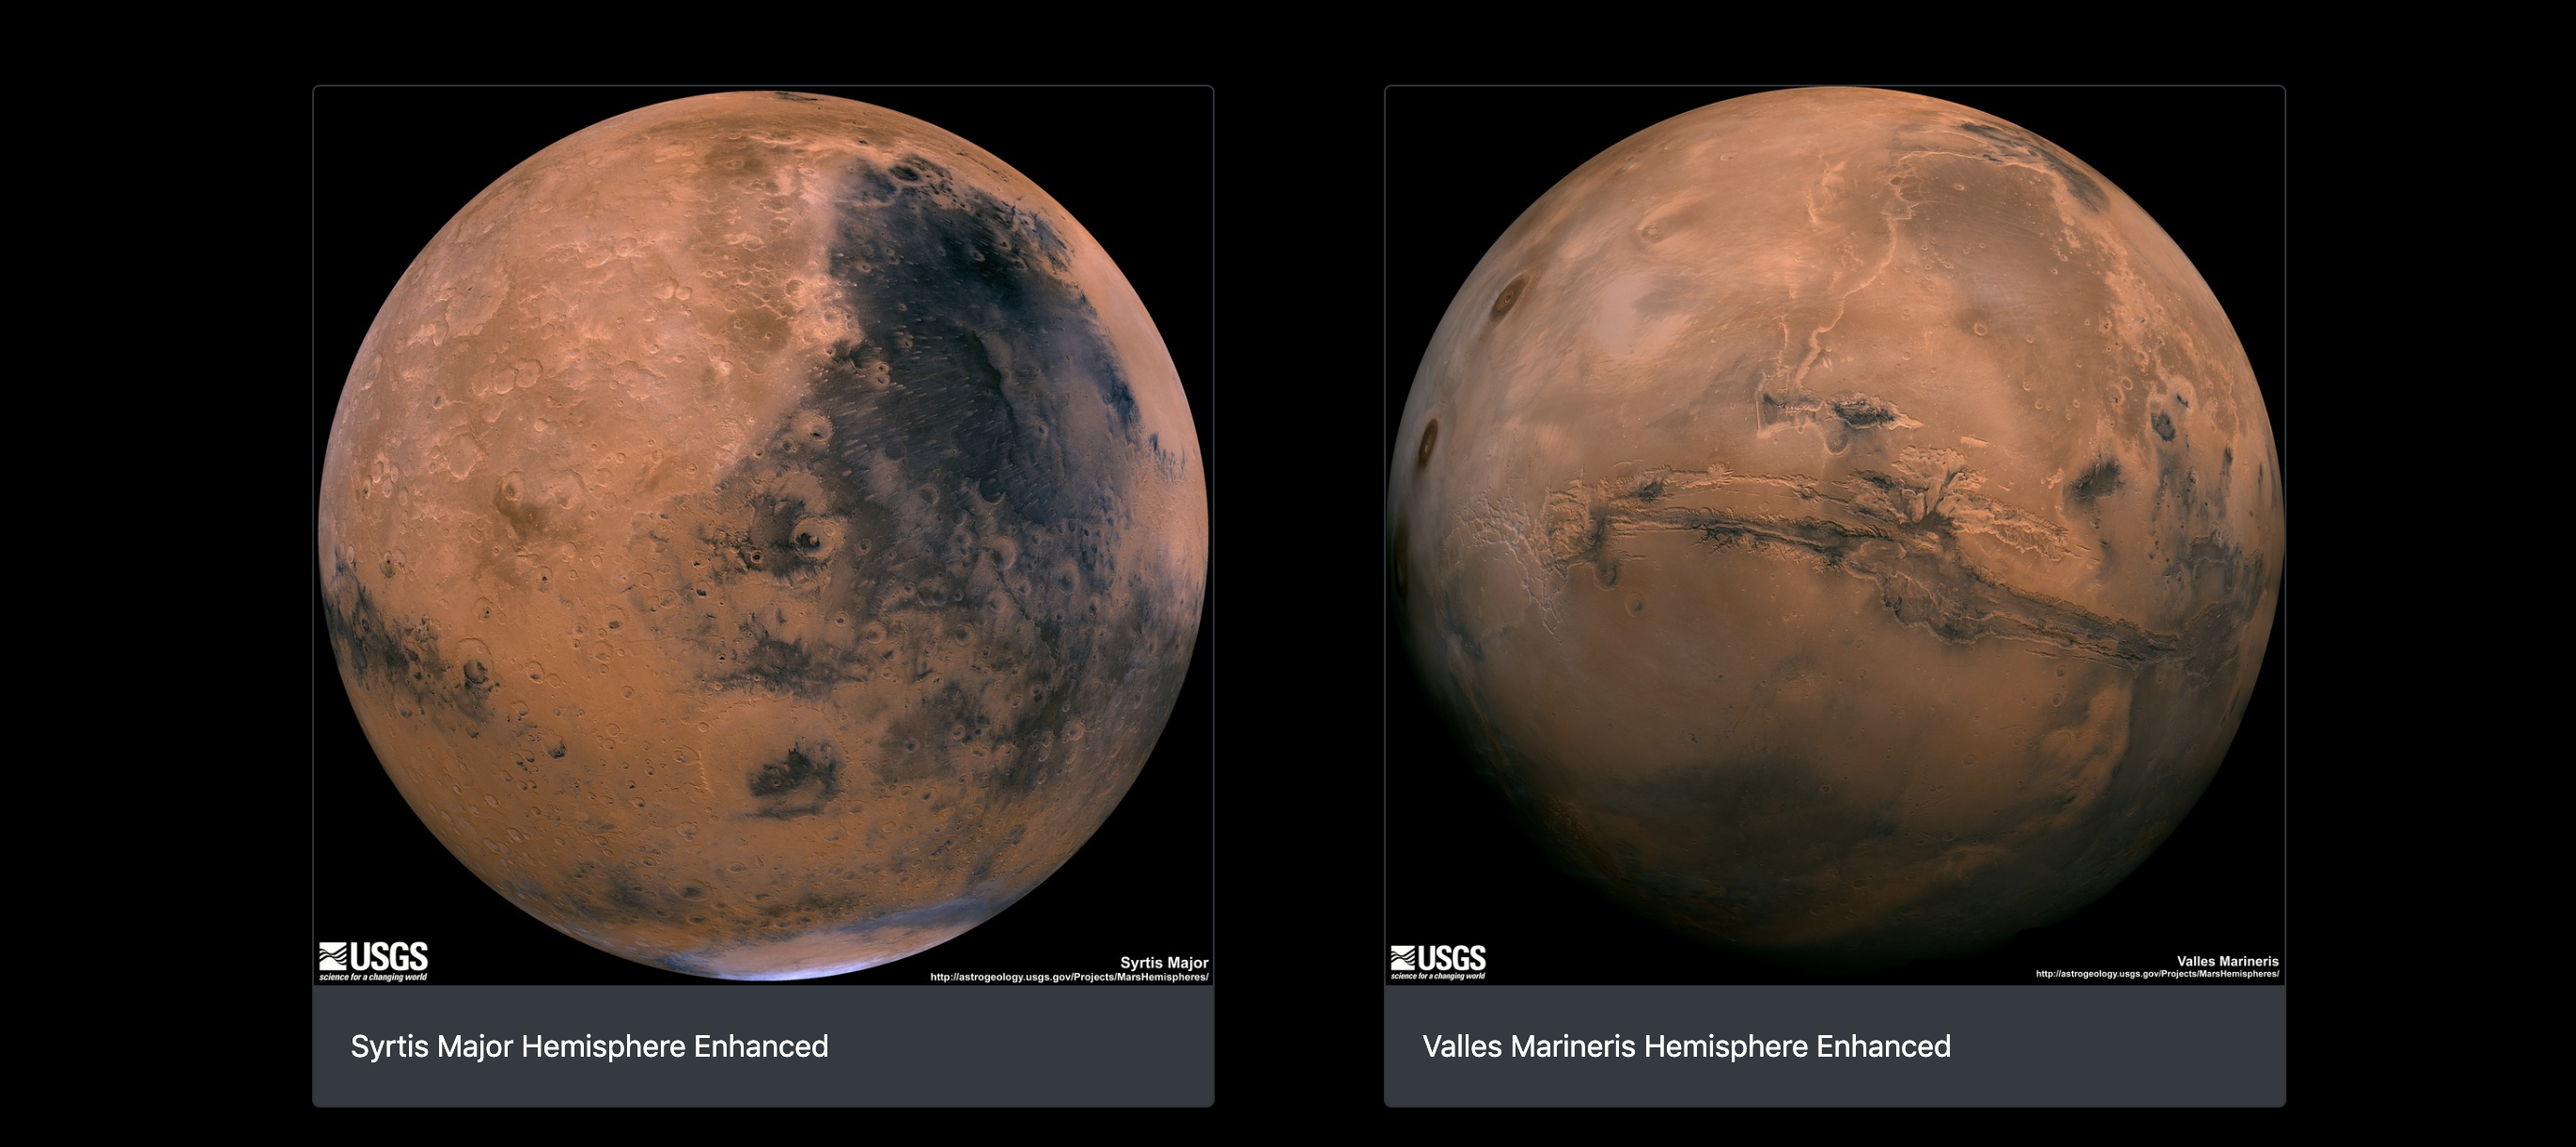 USGS
science for a changing world
Syrtis Major
http://astrogeology.usgs.gov/Projects/MarsHemispheres/
Syrtis Major Hemisphere Enhanced
USGS
science for a changing world
Valles Marineris
http://astrogeology.usgs.gov/Projects/MarsHemispheres/
Valles Marineris Hemisphere Enhanced